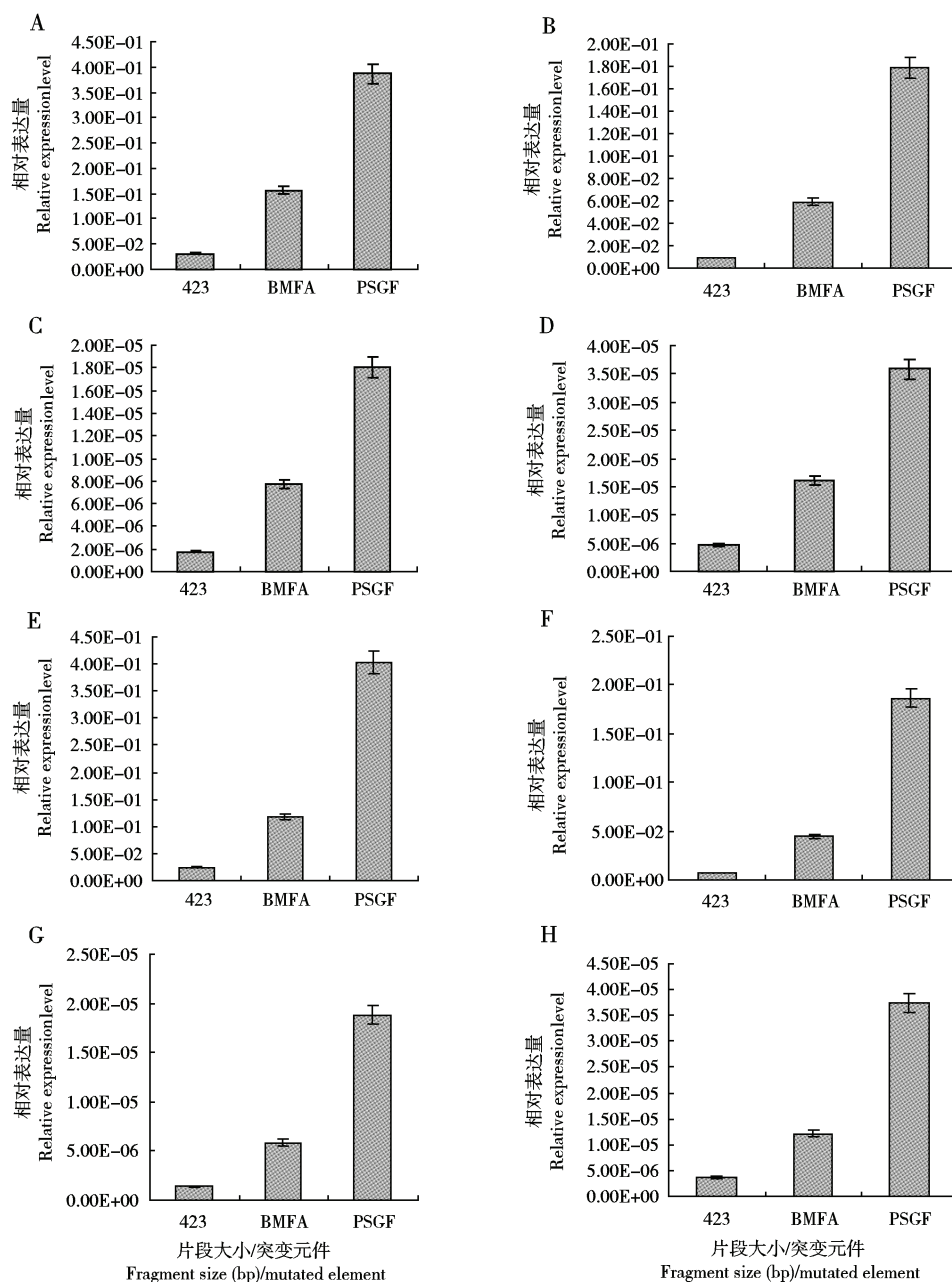 A
相对表达量
Relative expression level
4.50E-01
4.00E-01
3.50E-01
3.00E-01
2.50E-01
2.00E-01
1.50E-01
1.00E-01
5.00E-02
0.00E+00
423 BMFA PSGF
B
相对表达量
Relative expression level
2.00E-01
1.80E-01
1.60E-01
1.40E-01
1.20E-01
1.00E-01
8.00E-02
6.00E-02
4.00E-02
2.00E-02
0.00E+00
423 BMFA PSGF
C
相对表达量
Relative expression level
2.00E-05
1.80E-05
1.60E-05
1.40E-05
1.20E-05
1.00E-05
8.00E-06
6.00E-06
4.00E-06
2.00E-06
0.00E+00
423 BMFA PSGF
D
相对表达量
Relative expression level
4.00E-05
3.50E-05
3.00E-05
2.50E-05
2.00E-05
1.50E-05
1.00E-05
5.00E-06
0.00E+00
423 BMFA PSGF
E
相对表达量
Relative expression level
4.50E-01
4.00E-01
3.50E-01
3.00E-01
2.50E-01
2.00E-01
1.50E-01
1.00E-01
5.00E-02
0.00E+00
423 BMFA PSGF
F
相对表达量
Relative expression level
2.50E-01
2.00E-01
1.50E-01
1.00E-01
5.00E-02
0.00E+00
423 BMFA PSGF
G
相对表达量
Relative expression level
2.50E-05
2.00E-05
1.50E-05
1.00E-05
5.00E-06
0.00E+00
423 BMFA PSGF
片段大小/突变元件
Fragment size (bp)/mutated element
H
相对表达量
Relative expression level
4.50E-05
4.00E-05
3.50E-05
3.00E-05
2.50E-05
2.00E-05
1.50E-05
1.00E-05
5.00E-06
0.00E+00
423 BMFA PSGF
片段大小/突变元件
Fragment size (bp)/mutated element